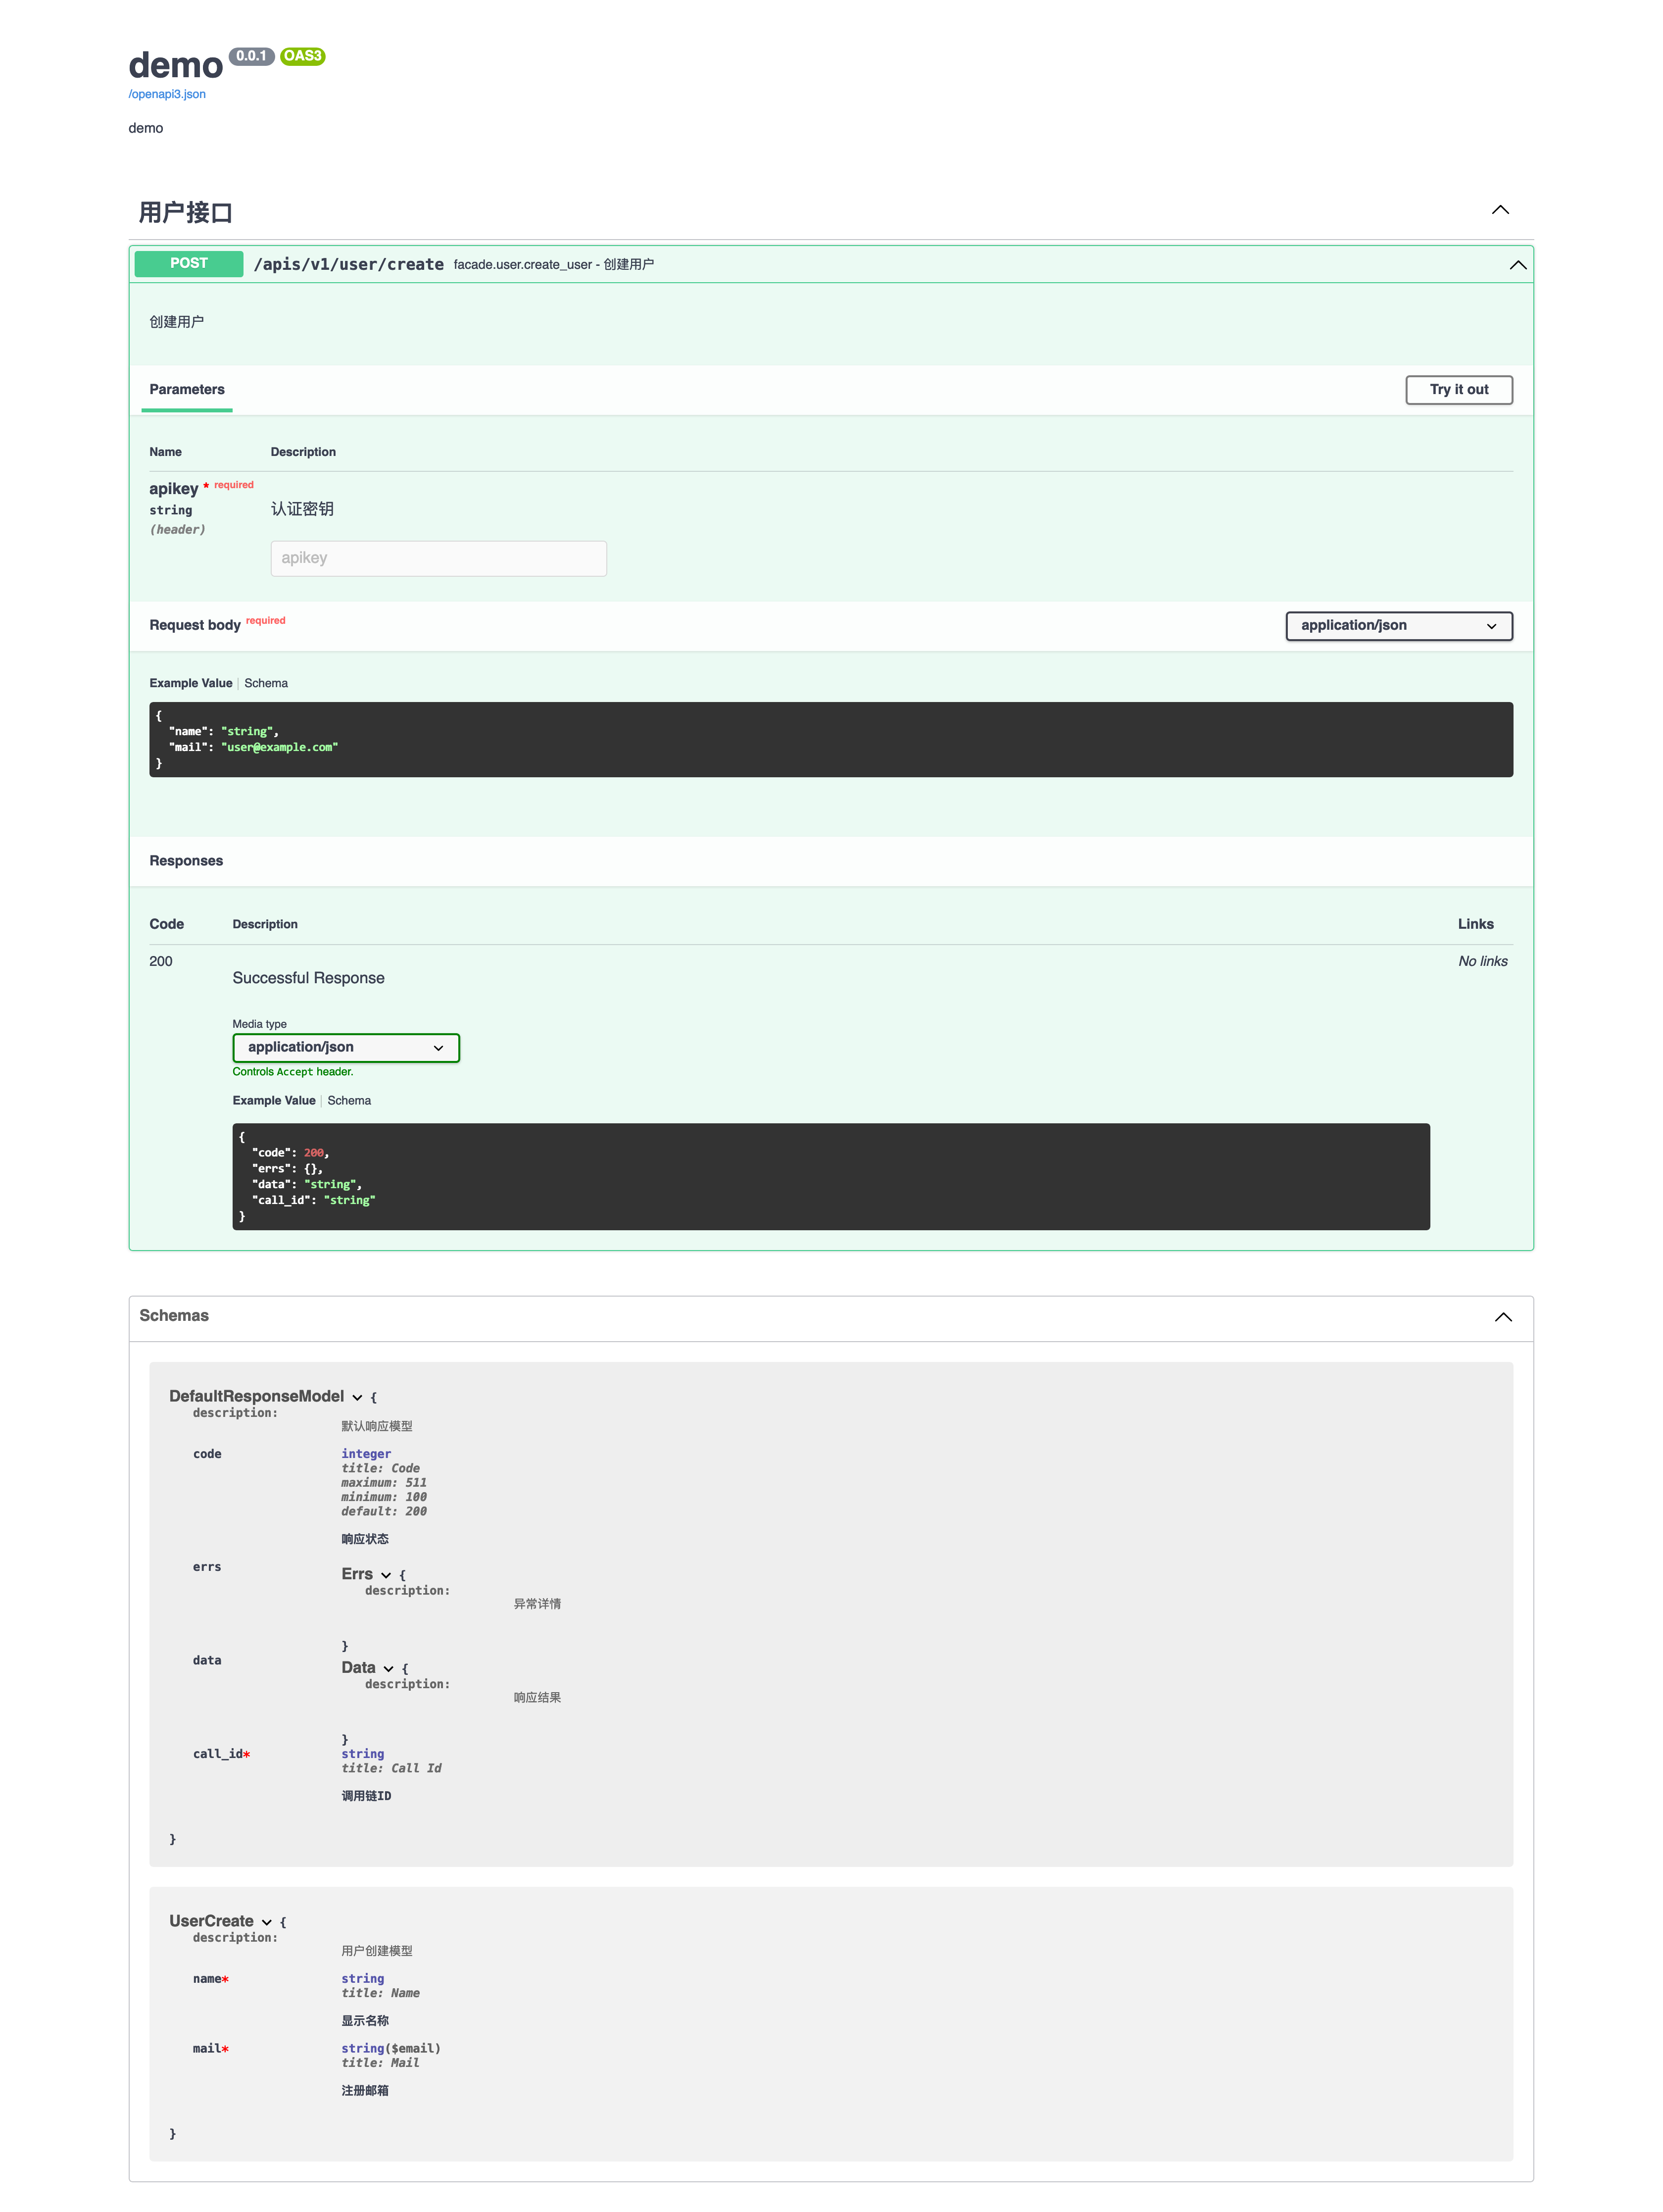 demo 0.0.1 OAS3
/openapi3.json
demo
用户接口
POST /apis/v1/user/create facade.user.create_user - 创建用户
创建用户
Parameters Try it out
Name Description
apikey * required
string
(header)
认证密钥
apikey
Request body required application/json
Example Value | Schema
{
  "name": "string",
  "mail": "user@example.com"
}
Responses
Code Description Links
200 Successful Response No links
Media type
application/json
Controls Accept header.
Example Value | Schema
{
  "code": 200,
  "errs": {},
  "data": "string",
  "call_id": "string"
}
Schemas
DefaultResponseModel {
description:
默认响应模型
code integer
title: Code
maximum: 511
minimum: 100
default: 200
响应状态
errs Errs {
description:
异常详情
}
data Data {
description:
响应结果
}
call_id* string
title: Call Id
调用链ID
}
UserCreate {
description:
用户创建模型
name* string
title: Name
显示名称
mail* string($email)
title: Mail
注册邮箱
}